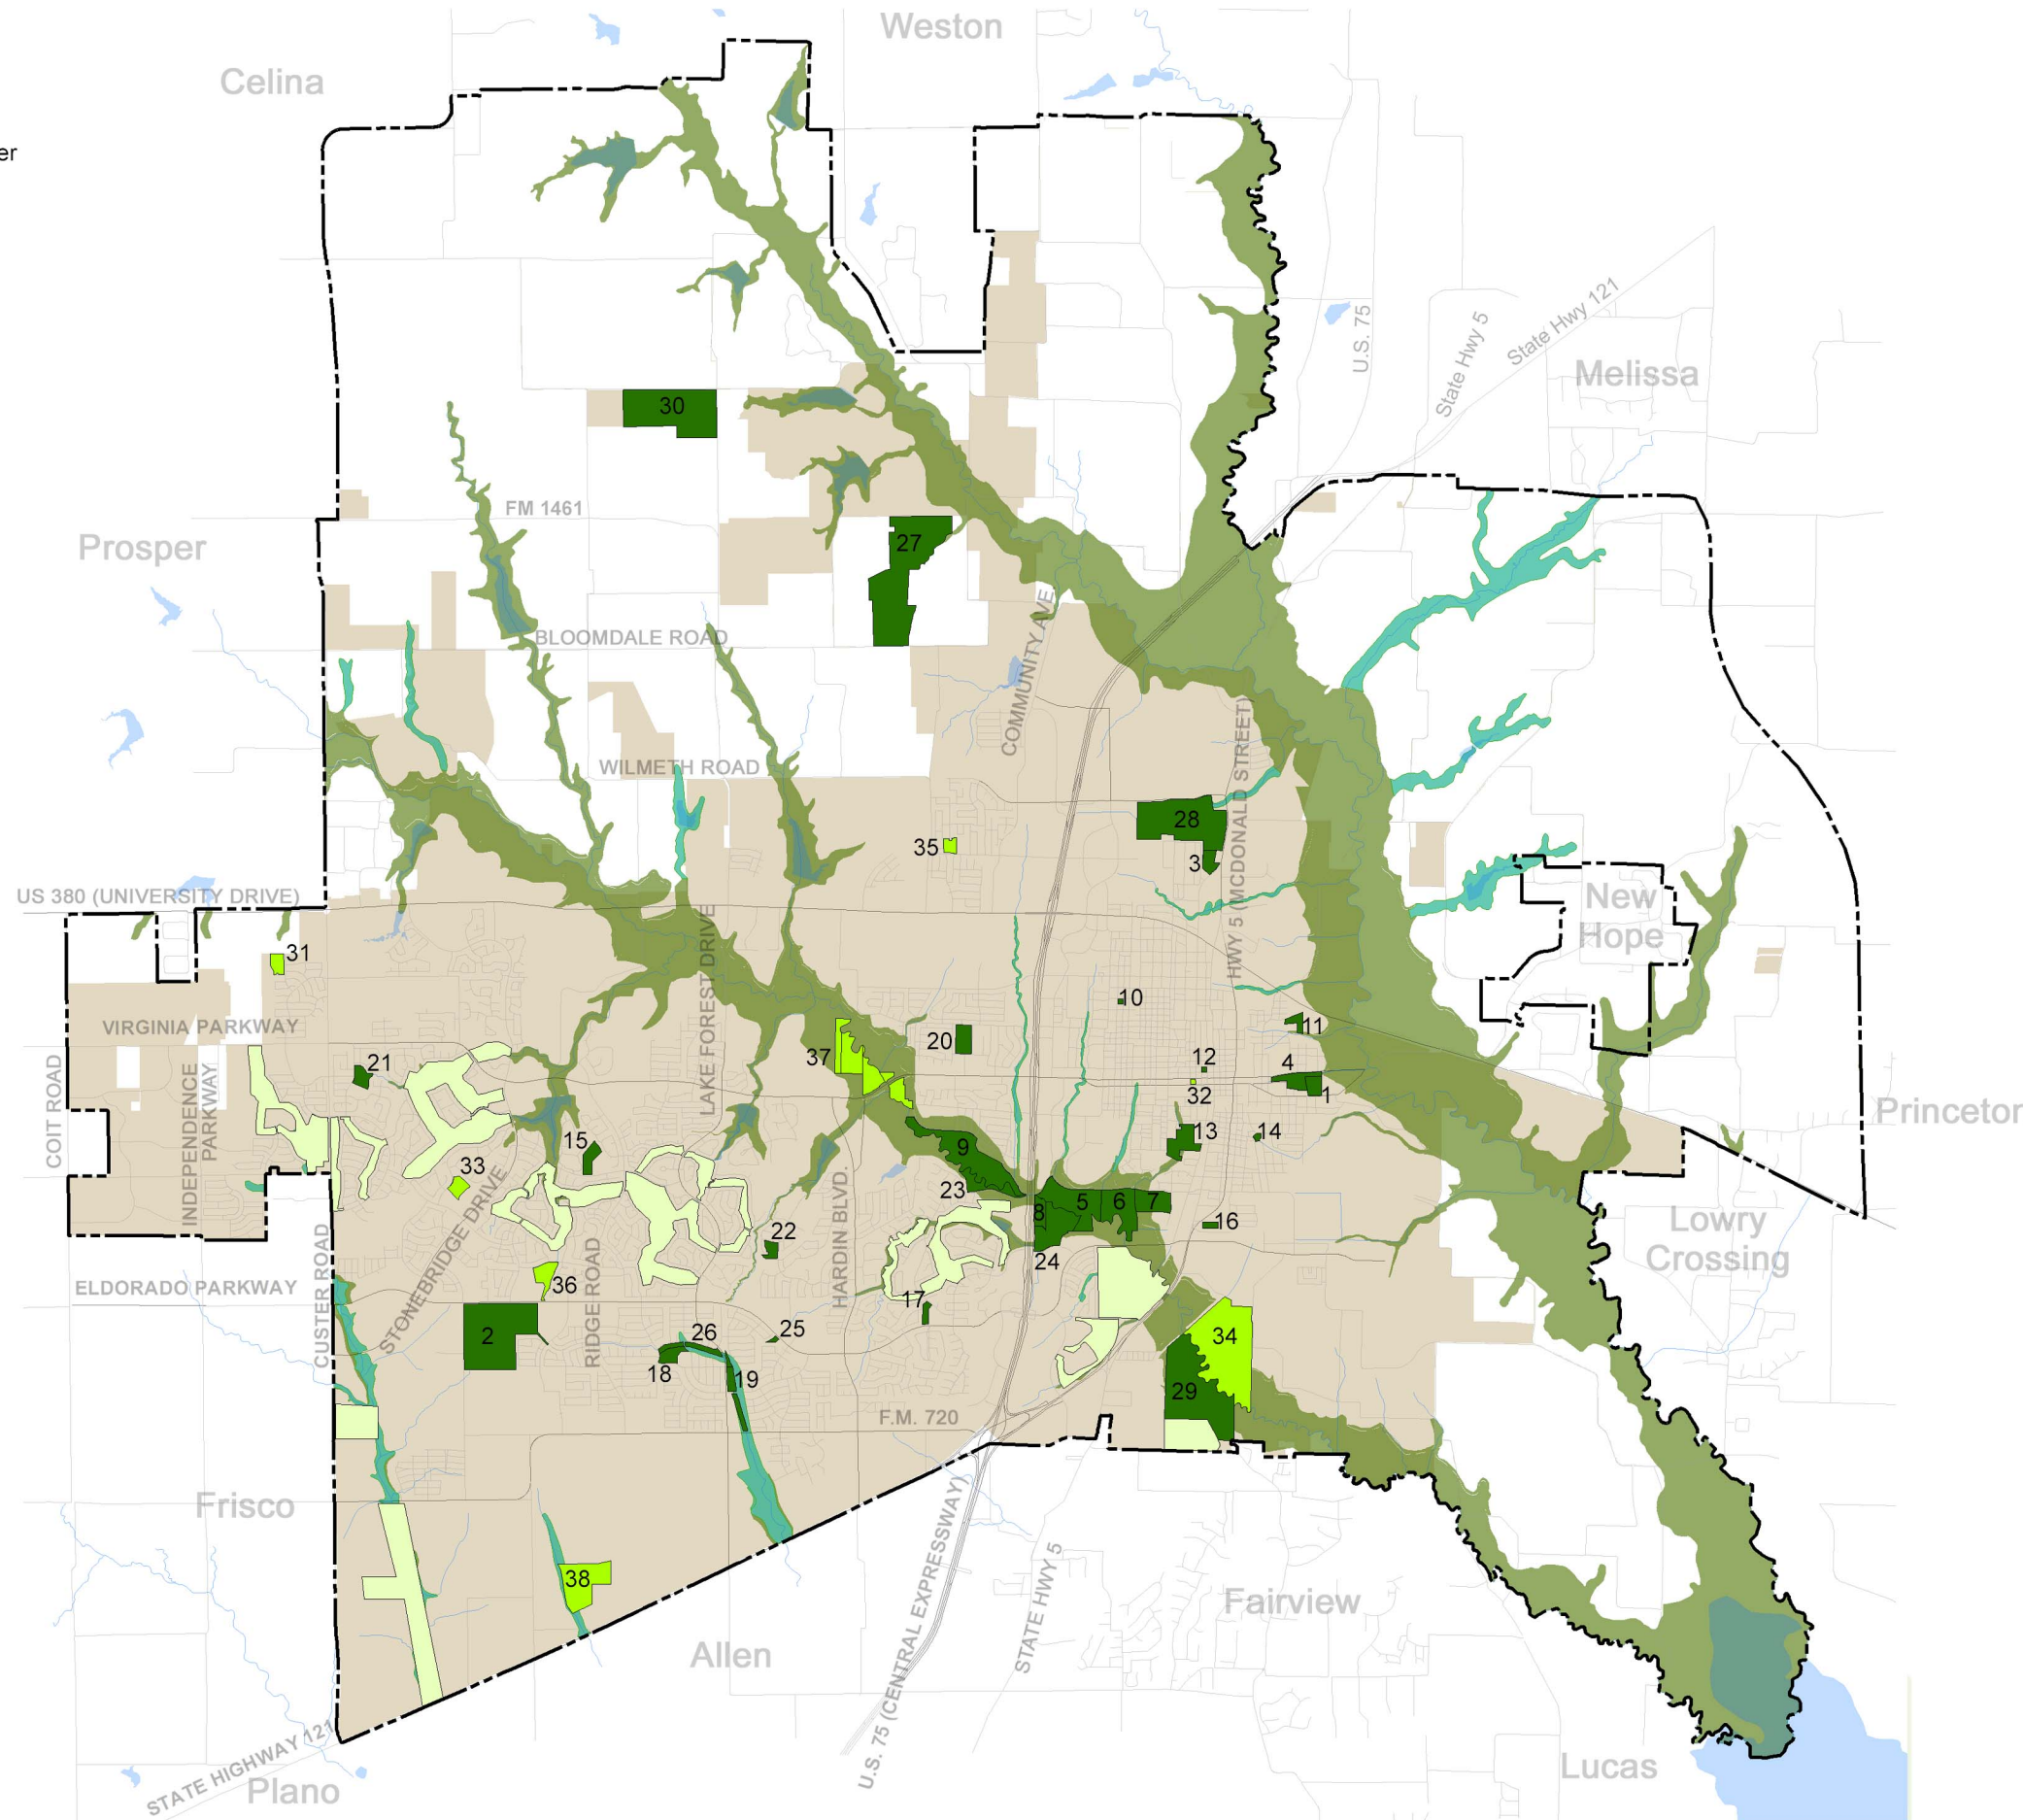 Weston
Celina
er
U.S. 75
State Hwy 5
State Hwy 121
Melissa
30
FM 1461
Prosper
27
COMMUNITY AVE
BLOOMDALE ROAD
WILMETH ROAD
HWY 5 (MCDONALD STREET)
28
35
3
US 380 (UNIVERSITY DRIVE)
New
Hope
LAKE FOREST DRIVE
31
10
VIRGINIA PARKWAY
11
20
37
21
12
4
COIT ROAD
INDEPENDENCE
PARKWAY
32
1
Princetor
15
13
14
9
33
23
8
5
6
7
STONEBRIDGE DRIVE
HARDIN BLVD.
16
Lowry
Crossing
22
24
CUSTER ROAD
ELDORADO PARKWAY
36
RIDGE ROAD
17
2
26
25
34
18
19
29
F.M. 720
Frisco
38
U.S. 75 (CENTRAL EXPRESSWAY)
STATE HWY 5
Fairview
Allen
STATE HIGHWAY 121
Plano
Lucas